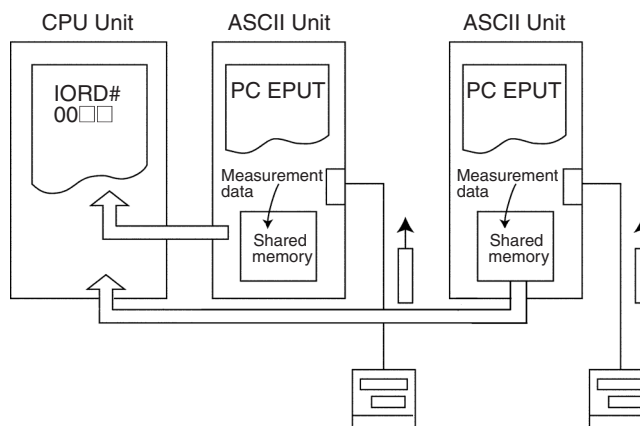 CPU Unit
ASCII Unit
ASCII Unit
IORD#
00□□
PC EPUT
PC EPUT
Measurement
data
Measurement
data
Shared
memory
Shared
memory